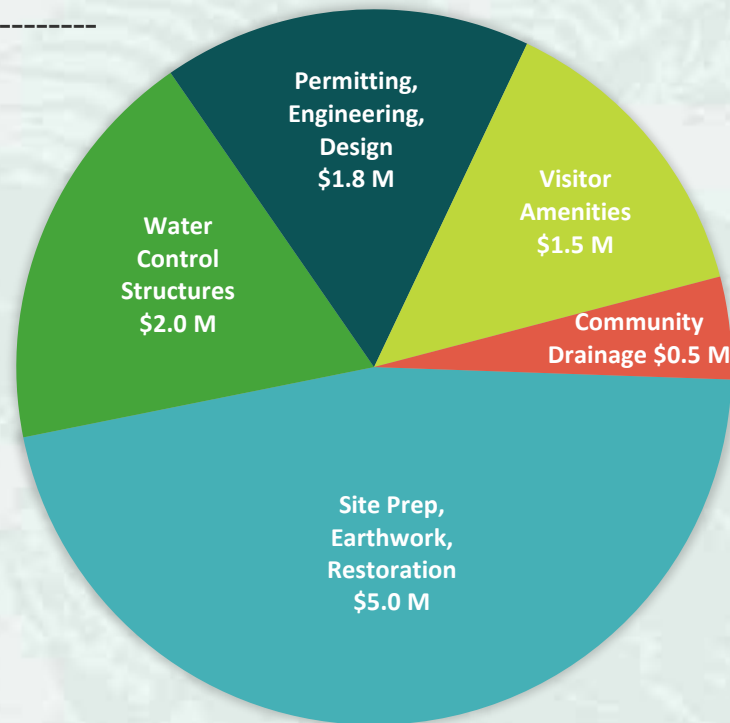 Permitting,
Engineering,
Design
$1.8 M
Visitor
Amenities
$1.5 M
Water
Control
Structures
$2.0 M
Community
Drainage $0.5 M
Site Prep,
Earthwork,
Restoration
$5.0 M